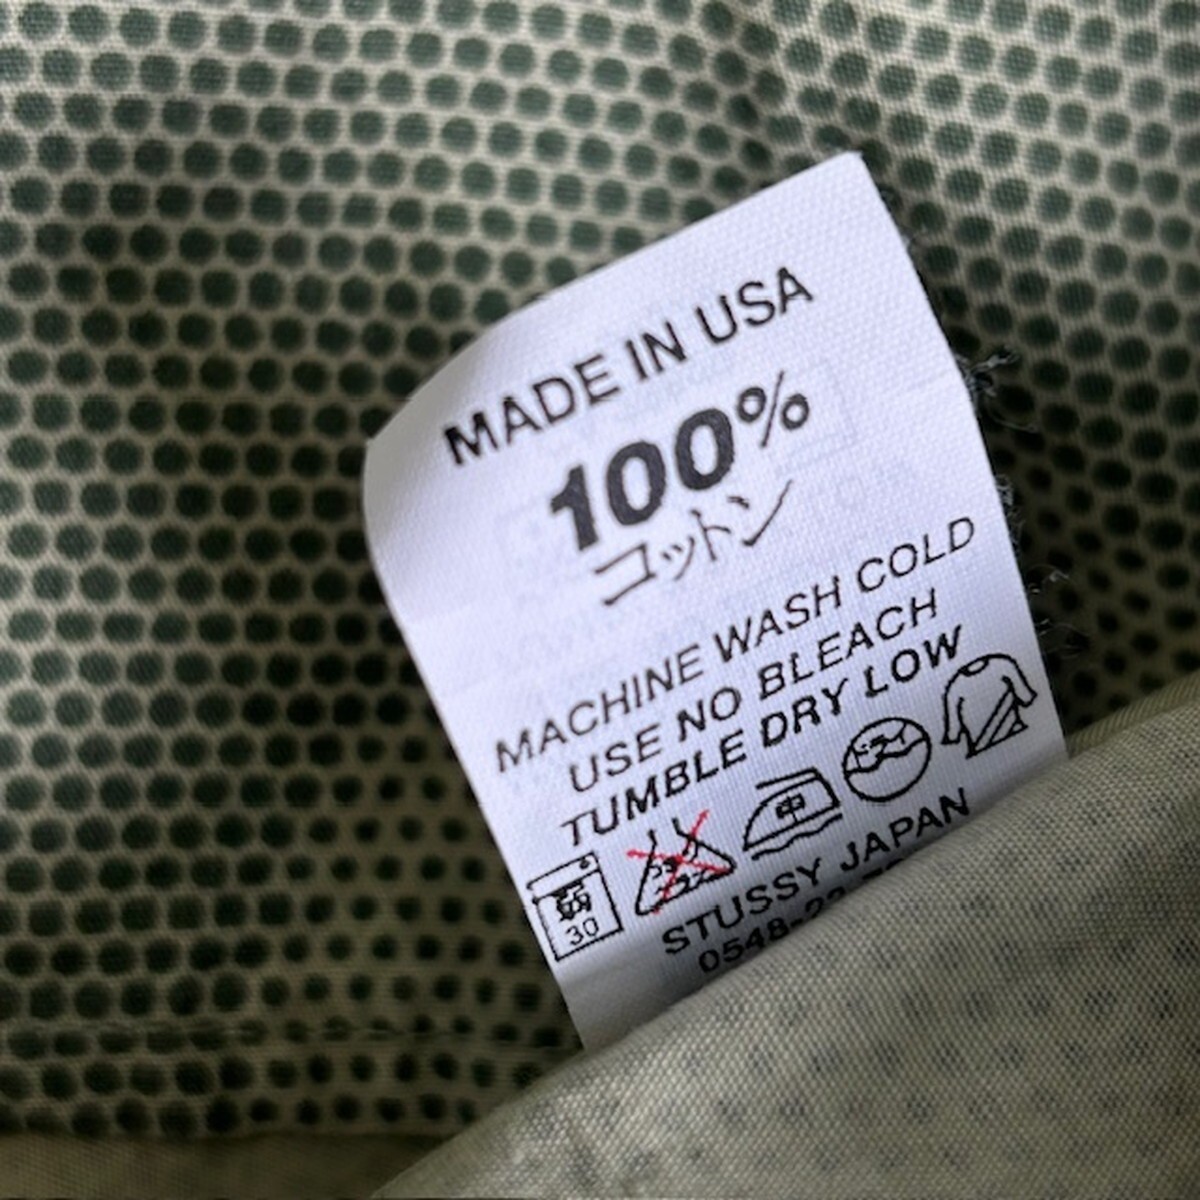 MADE IN USA
100%
コットン
MACHINE WASH COLD
USE NO BLEACH
TUMBLE DRY LOW
弱
30
中
STUSSY JAPAN